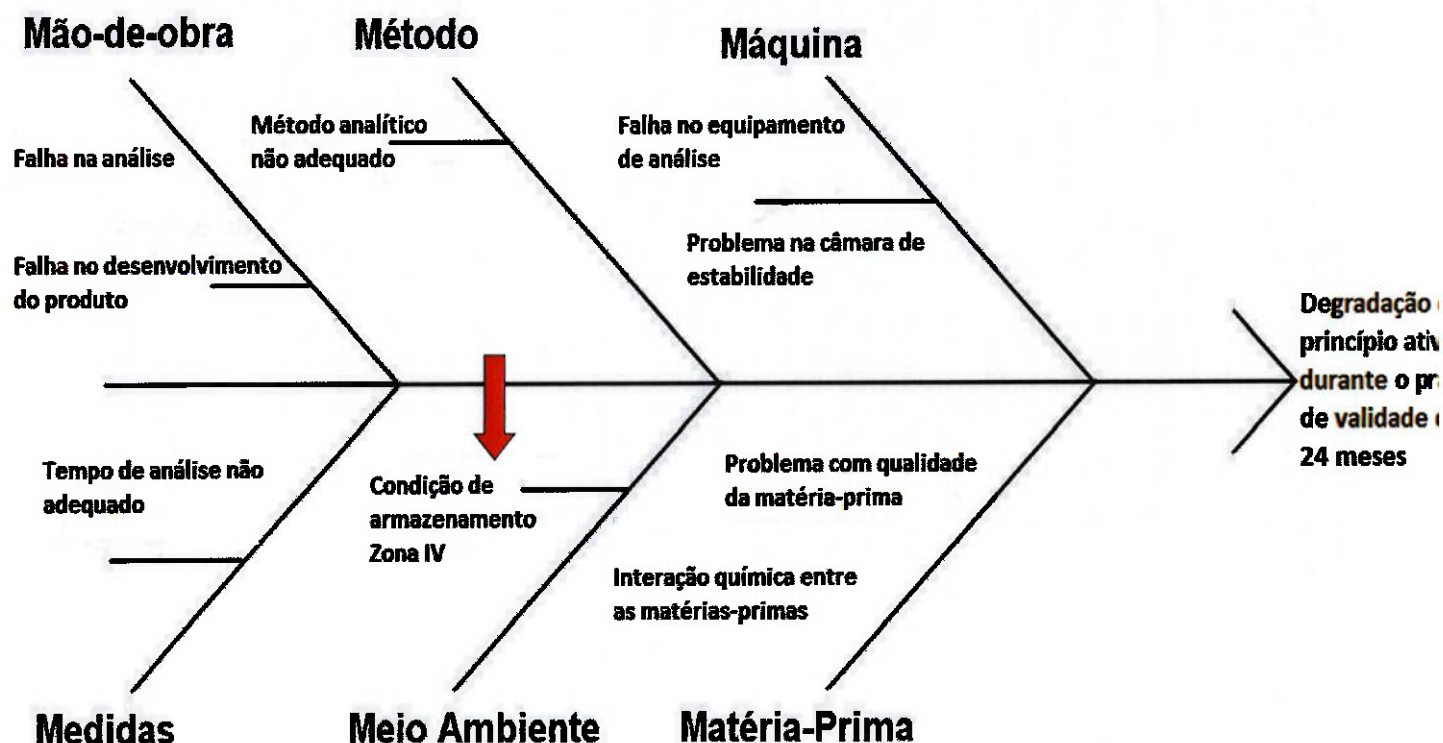 Mão-de-obra
Método
Máquina
Método analítico
não adequado
Falha no equipamento
de análise
Falha na análise
Falha no desenvolvimento
do produto
Problema na câmara de
estabilidade
Degradação
princípio
durante o
de validade
24 meses
Tempo de análise não
adequado
Condição de
armazenamento
Zona IV
Problema com qualidade
da matéria-prima
Interação química entre
as matérias-primas
Medidas
Meio Ambiente
Matéria-Prima